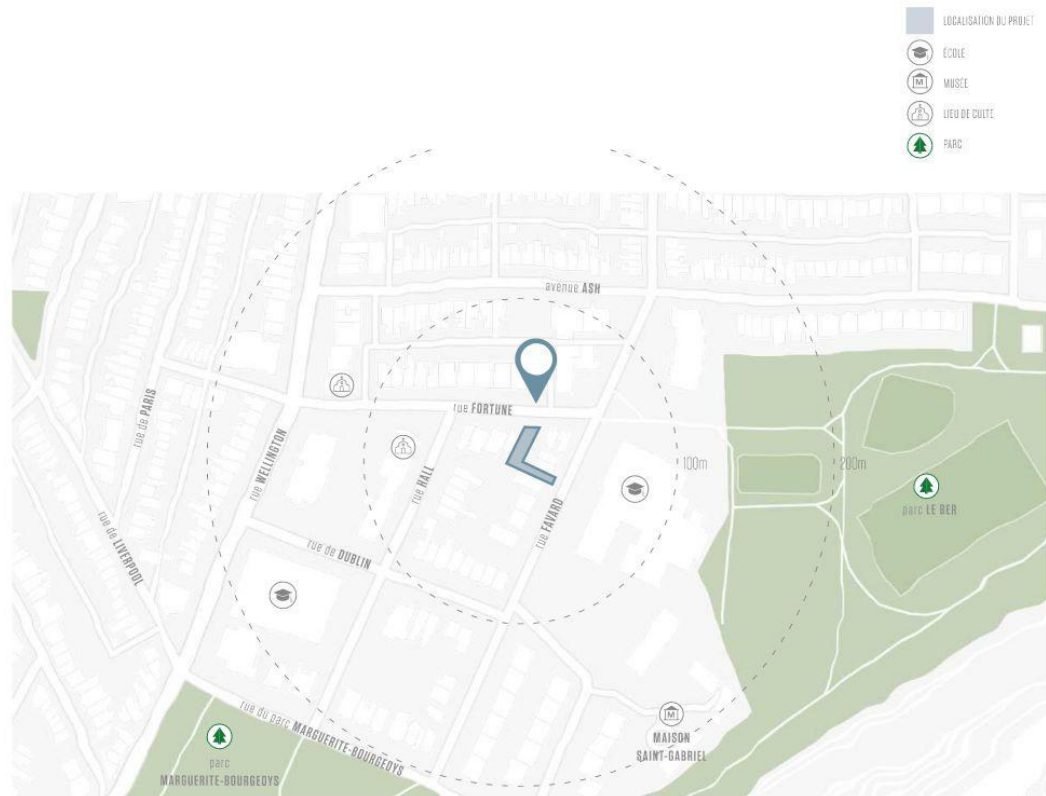 LOCALISATION DU PROJET
ÉCOLE
M
MUSÉE
LIEU DE CULTE
PARC
avenue ASH
rue FORTUNE
rue de PARIS
rue WELLINGTON
rue HALL
100m
200m
rue FAVARD
parc LE BER
rue de LIVERPOOL
rue de DUBLIN
rue du parc MARGUERITE-BOURGEOYS
M
MAISON
SAINT-GABRIEL
parc
MARGUERITE-BOURGEOYS